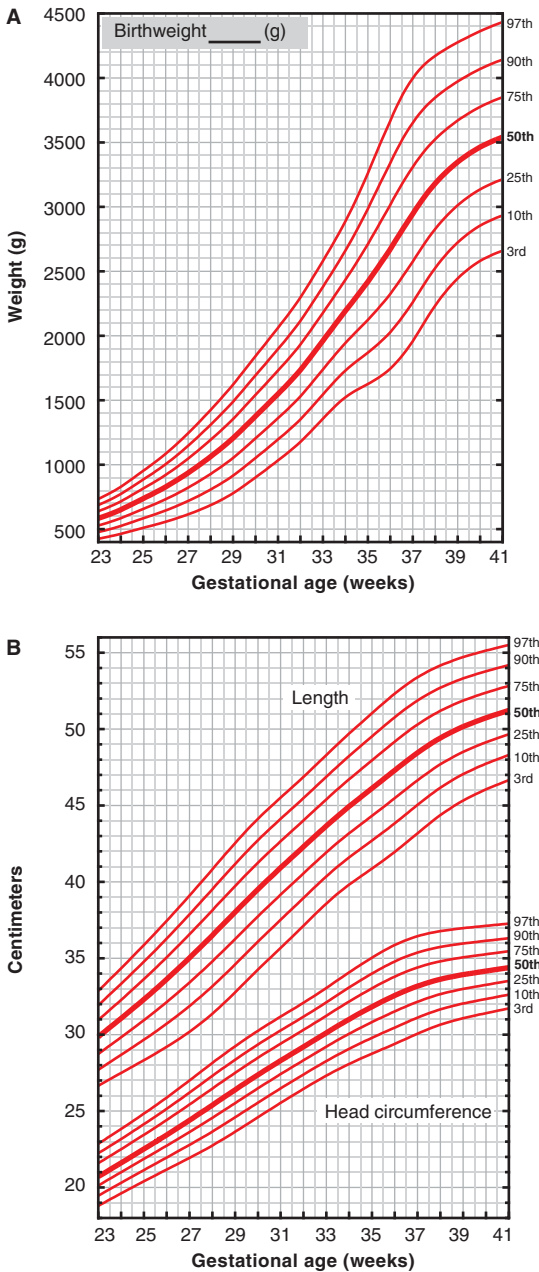 A
Birthweight_____ (g)
4500
4000
3500
3000
2500
2000
1500
1000
500
Weight (g)
97th
90th
75th
50th
25th
10th
3rd
23 25 27 29 31 33 35 37 39 41
Gestational age (weeks)
B
55
50
45
40
35
30
25
20
Centimeters
Length
97th
90th
75th
50th
25th
10th
3rd
97th
90th
75th
50th
25th
10th
3rd
Head circumference
23 25 27 29 31 33 35 37 39 41
Gestational age (weeks)